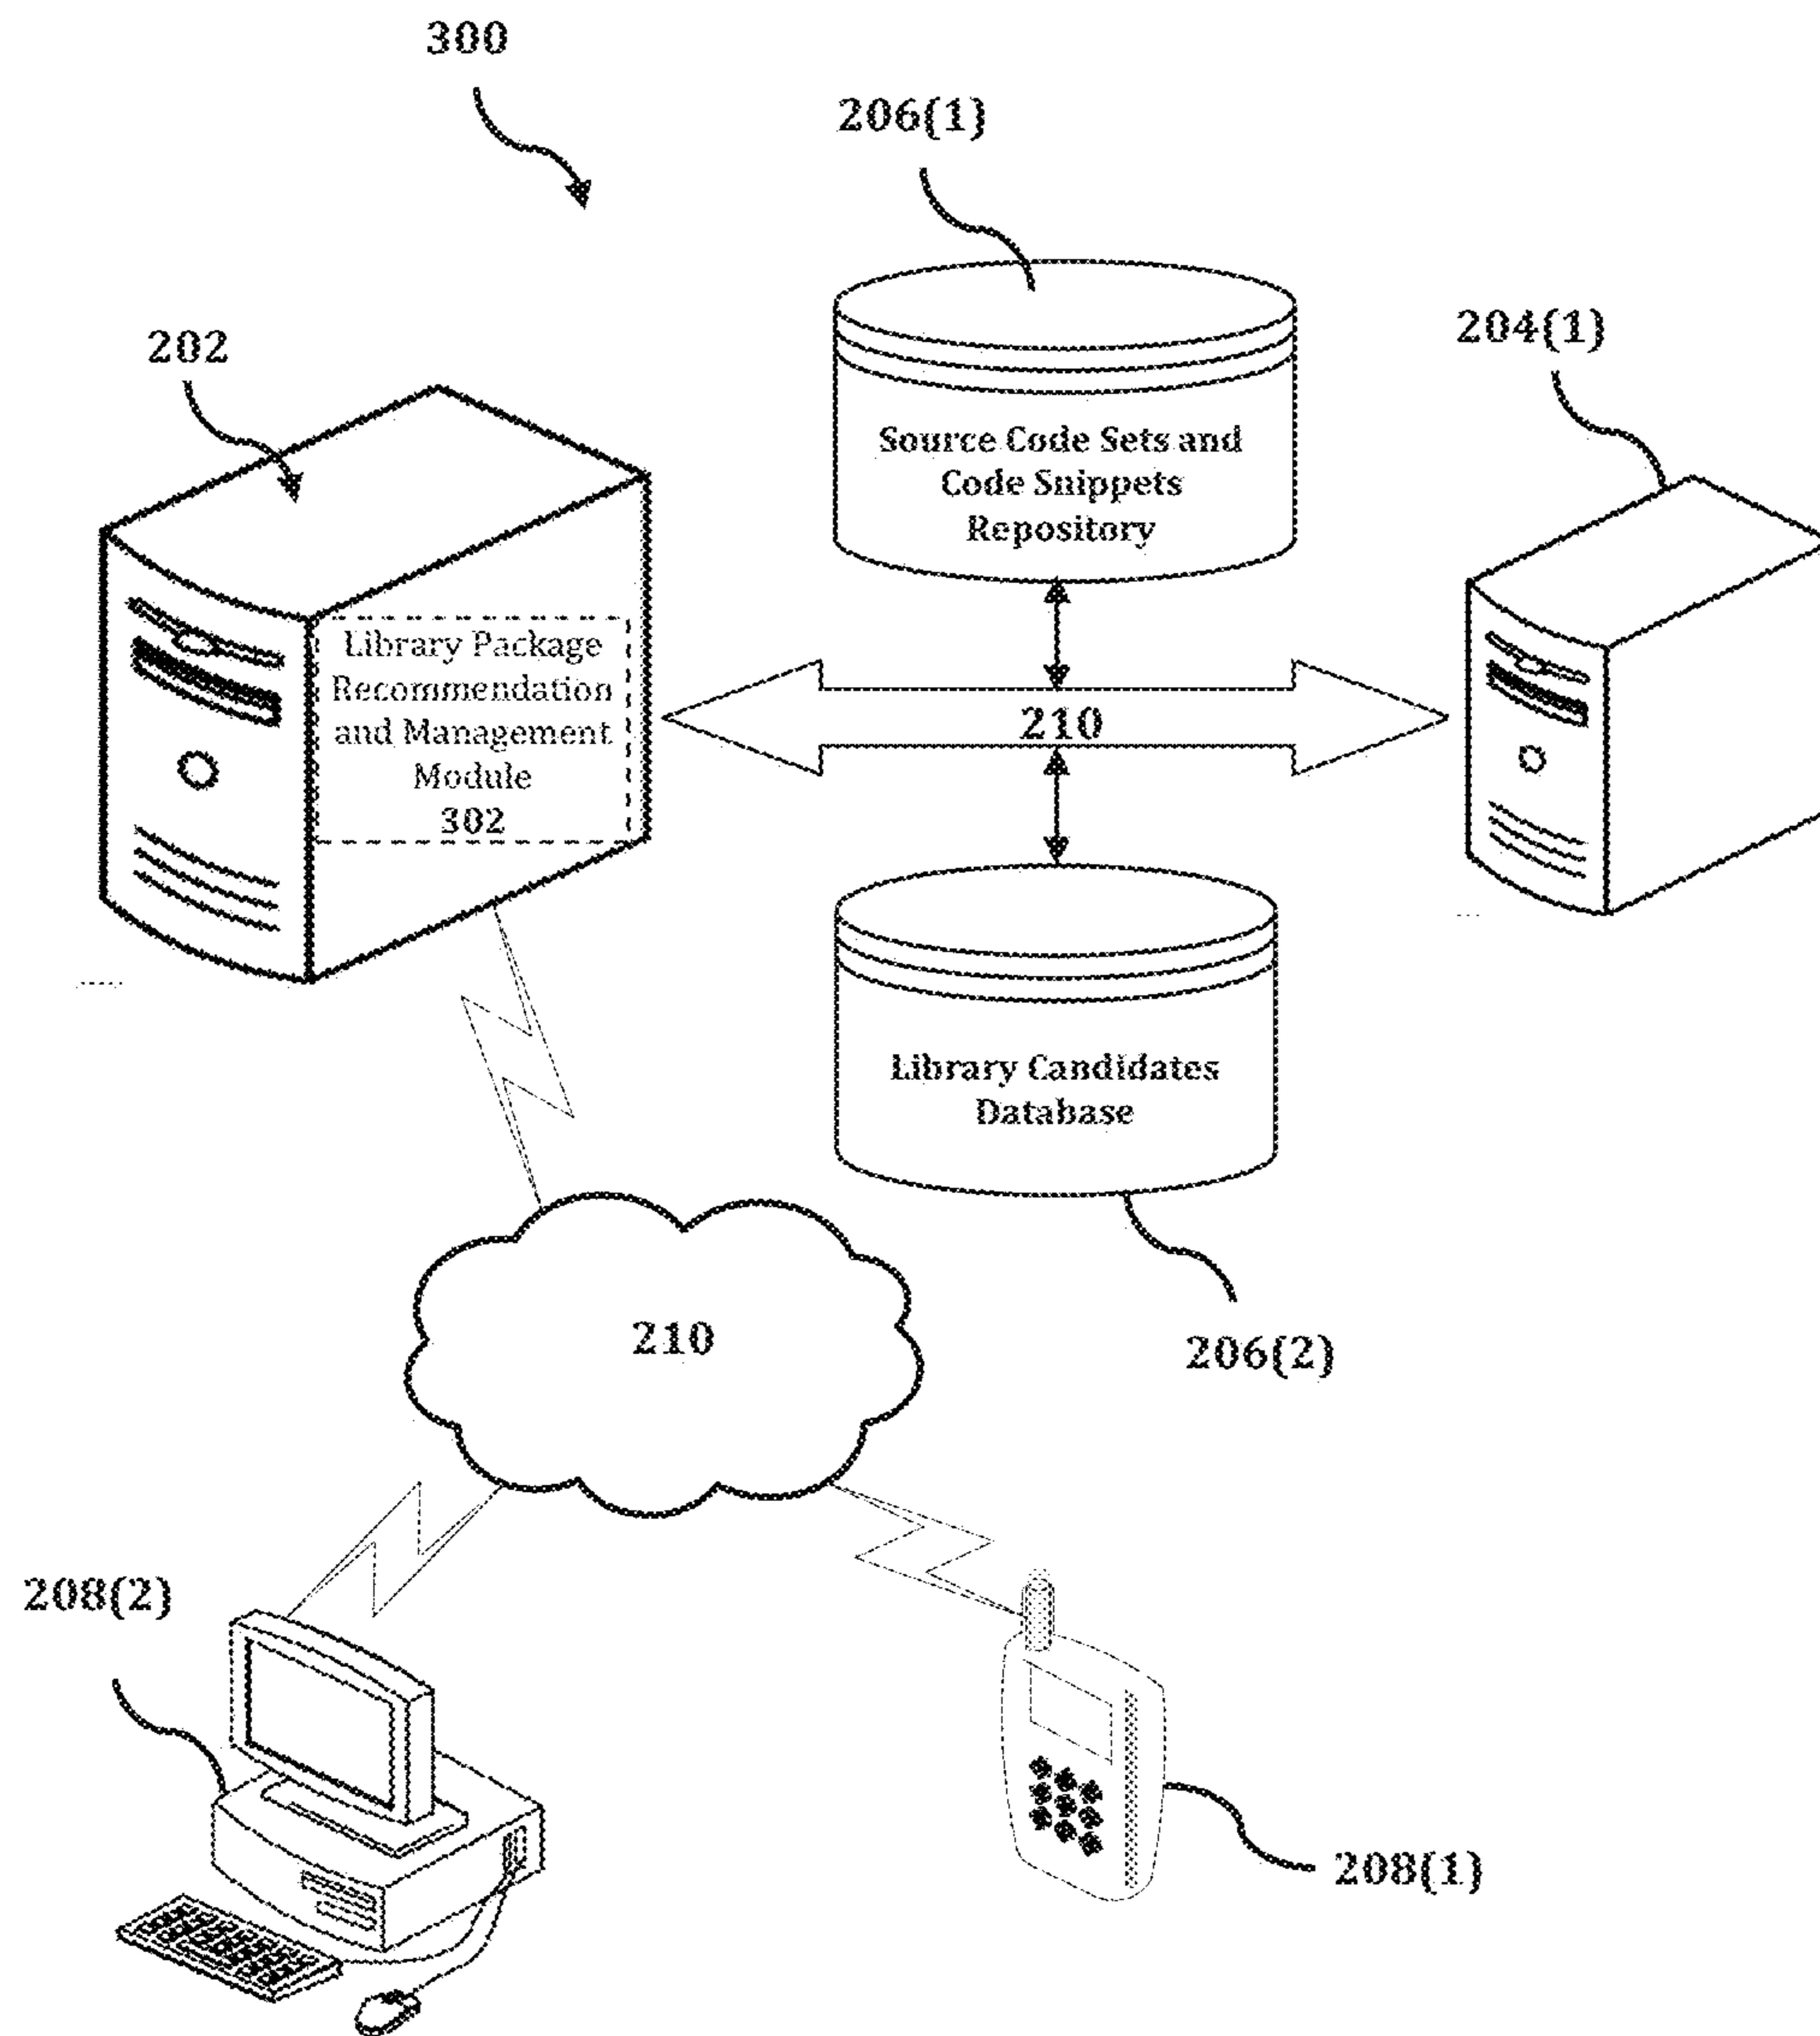 300
206(1)
202
204(1)
Source Code Sets and
Code Snippets
Repository
Library Package
Recommendation
and Management
Module
302
210
Library Candidates
Database
210
206(2)
208(2)
208(1)